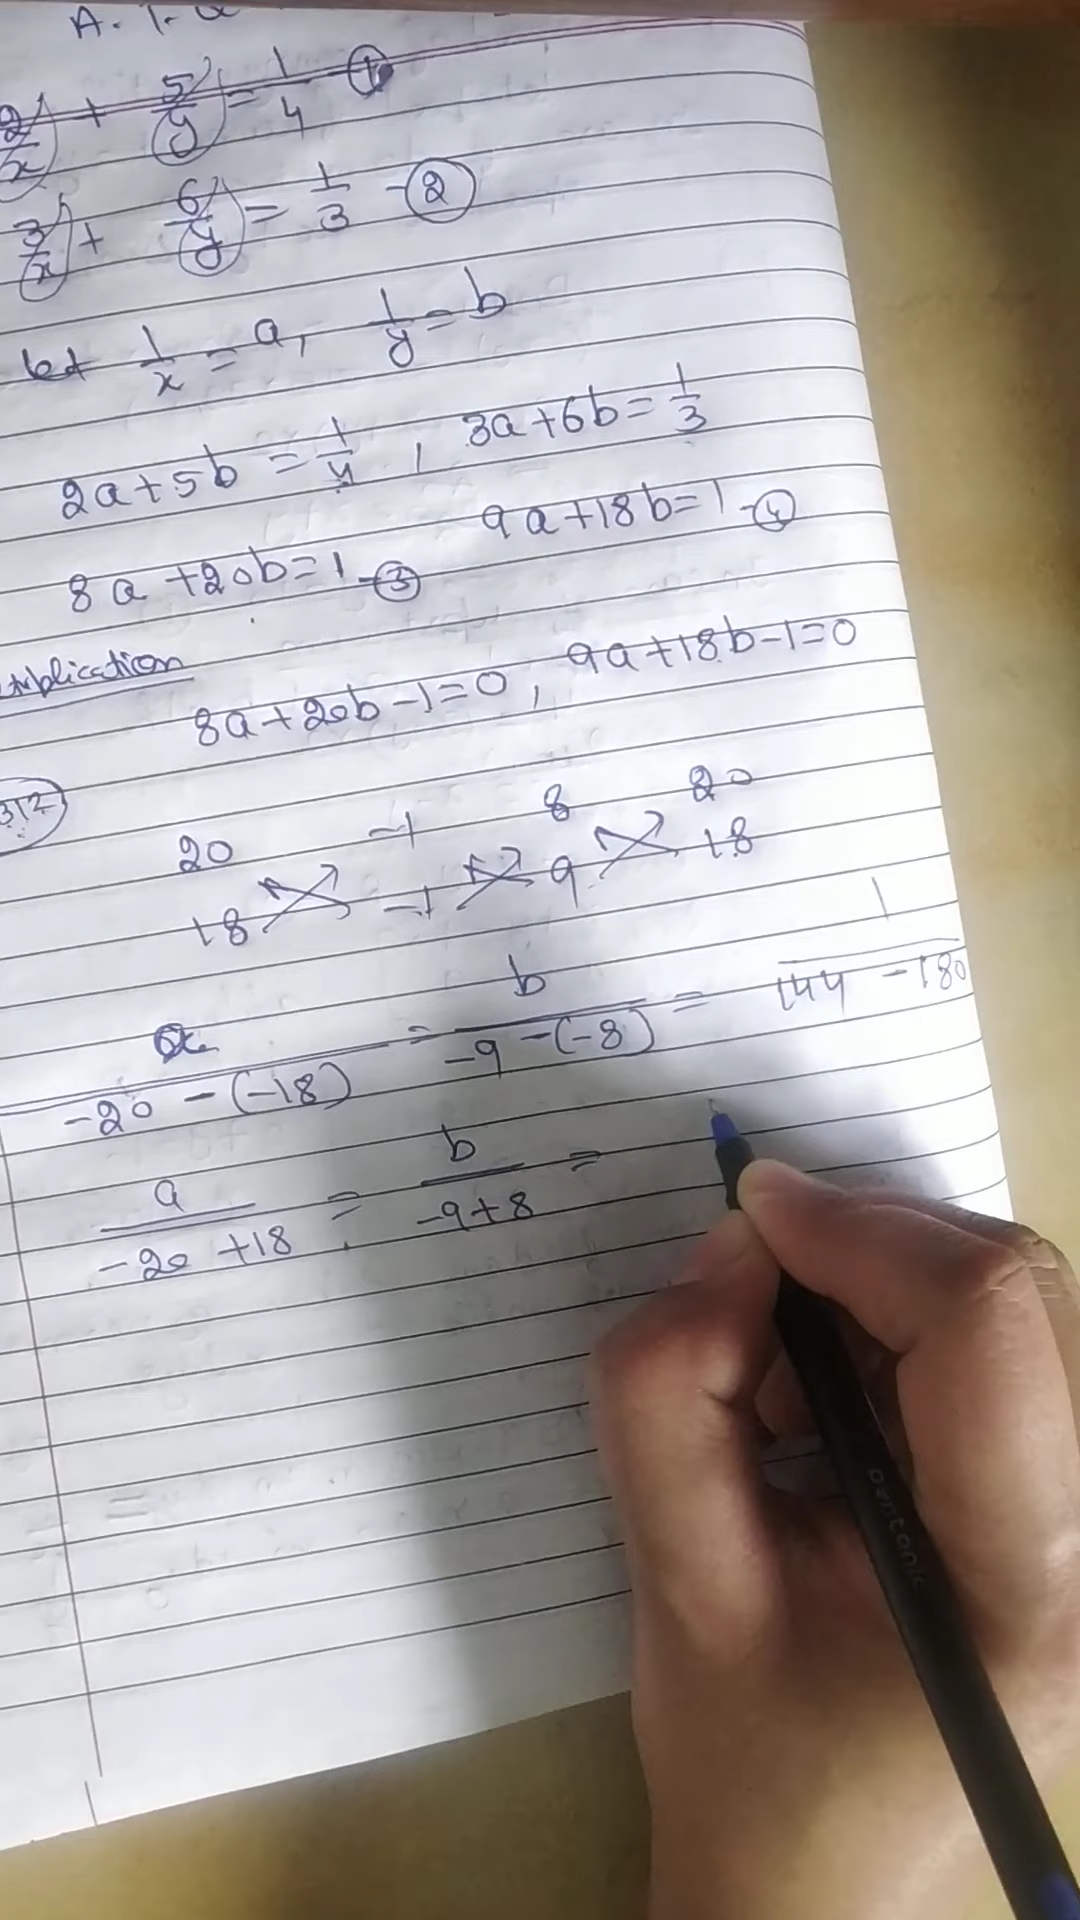 A. T. Q
2/x + 5/y = 1/4 - ①
3/x + 6/y = 1/3 - ②
let 1/x = a, 1/y = b
2a+5b = 1/4 , 3a+6b = 1/3
8a +20b=1 - ③ 9a+18b=1 - ④
8a+20b-1=0, 9a+18b-1=0
312
20 -1 8 20
18 -1 9 18
a/(-20 - (-18)) = b/(-9 - (-8)) = 1/(144 - 180)
a/(-20 +18) = b/(-9+8) =
pentonic